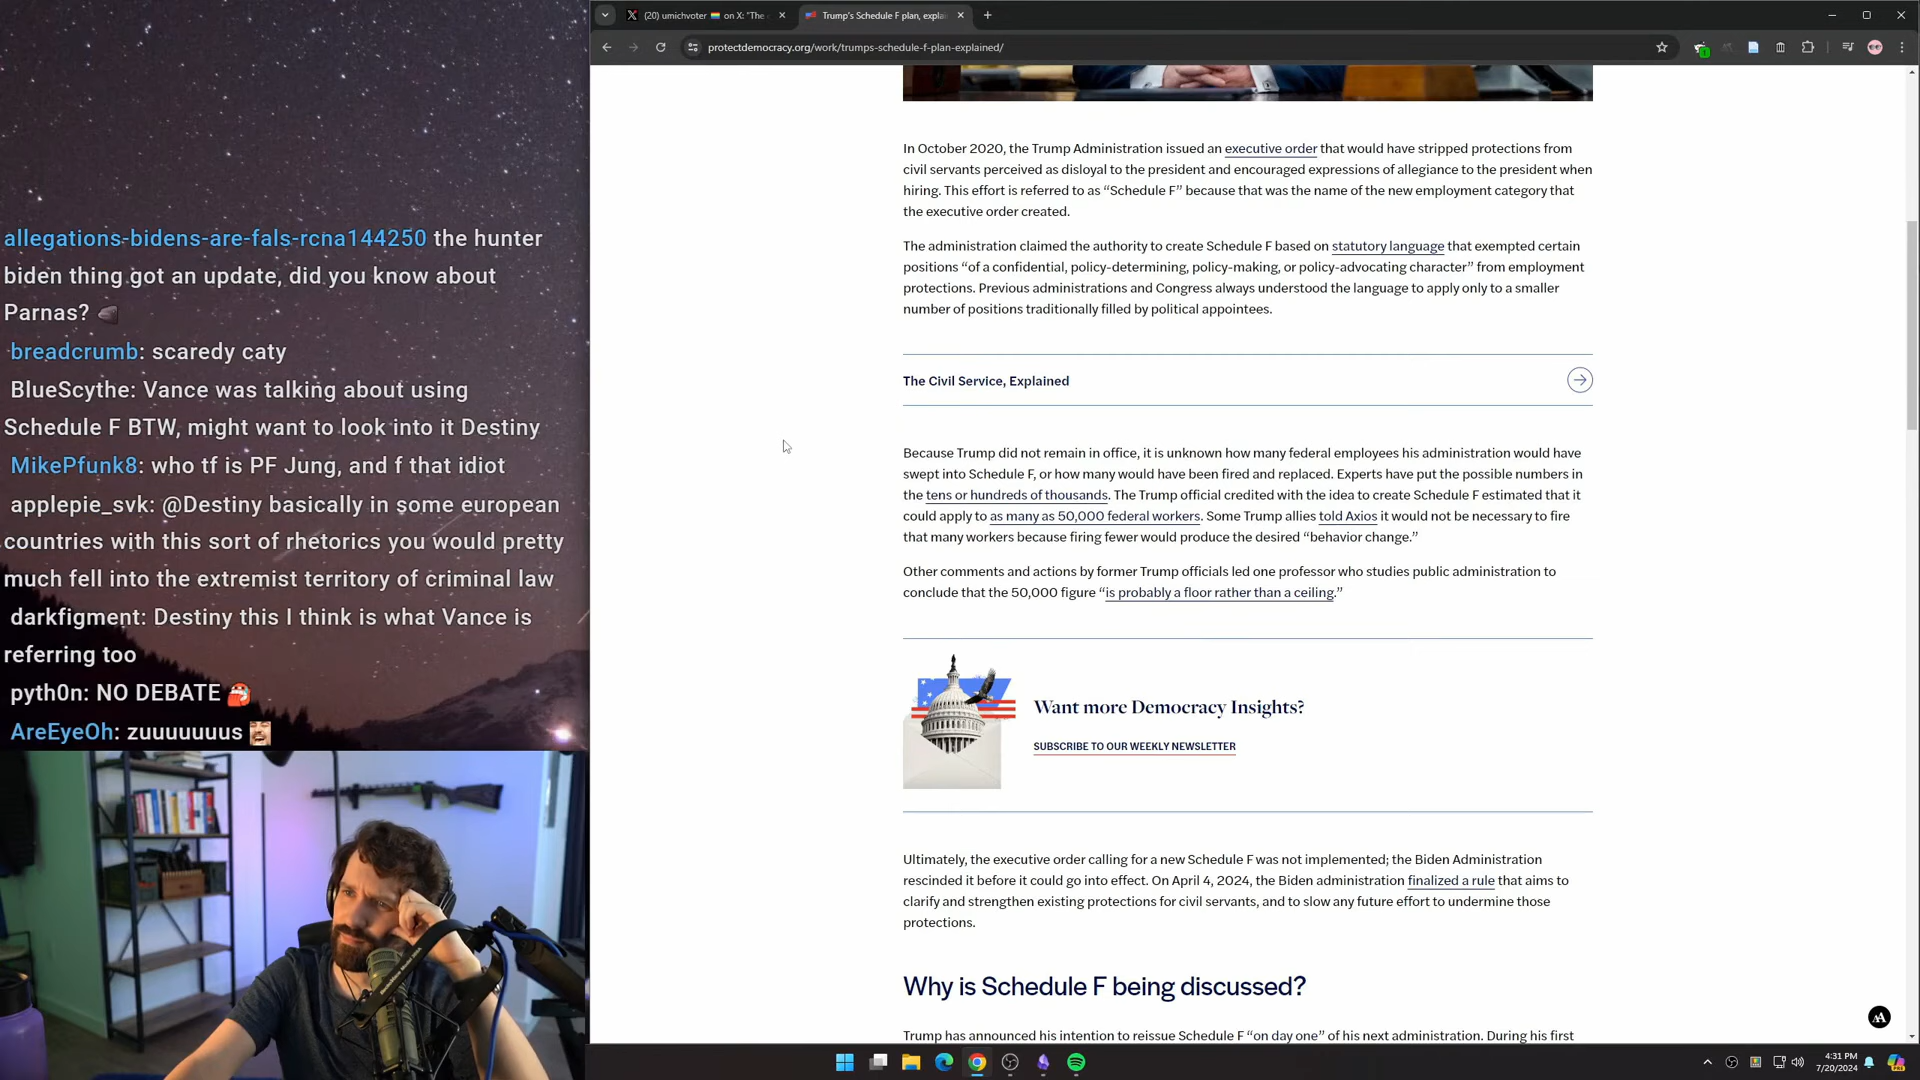 allegations-bidens-are-fals-rcna144250 the hunter
biden thing got an update, did you know about
Parnas?
breadcrumb: scaredy caty
BlueScythe: Vance was talking about using
Schedule F BTW, might want to look into it Destiny
MikePfunk8: who tf is PF Jung, and f that idiot
applepie_svk: @Destiny basically in some european
countries with this sort of rhetorics you would pretty
much fell into the extremist territory of criminal law
darkfigment: Destiny this I think is what Vance is
referring too
pyth0n: NO DEBATE
AreEyeOh: zuuuuuuus
(20) umichvoter on X: "The
Trump's Schedule F plan, expla
protectdemocracy.org/work/trumps-schedule-f-plan-explained/
In October 2020, the Trump Administration issued an executive order that would have stripped protections from
civil servants perceived as disloyal to the president and encouraged expressions of allegiance to the president when
hiring. This effort is referred to as “Schedule F” because that was the name of the new employment category that
the executive order created.
The administration claimed the authority to create Schedule F based on statutory language that exempted certain
positions “of a confidential, policy-determining, policy-making, or policy-advocating character” from employment
protections. Previous administrations and Congress always understood the language to apply only to a smaller
number of positions traditionally filled by political appointees.
The Civil Service, Explained
Because Trump did not remain in office, it is unknown how many federal employees his administration would have
swept into Schedule F, or how many would have been fired and replaced. Experts have put the possible numbers in
the tens or hundreds of thousands. The Trump official credited with the idea to create Schedule F estimated that it
could apply to as many as 50,000 federal workers. Some Trump allies told Axios it would not be necessary to fire
that many workers because firing fewer would produce the desired “behavior change.”
Other comments and actions by former Trump officials led one professor who studies public administration to
conclude that the 50,000 figure “is probably a floor rather than a ceiling.”
Want more Democracy Insights?
SUBSCRIBE TO OUR WEEKLY NEWSLETTER
Ultimately, the executive order calling for a new Schedule F was not implemented; the Biden Administration
rescinded it before it could go into effect. On April 4, 2024, the Biden administration finalized a rule that aims to
clarify and strengthen existing protections for civil servants, and to slow any future effort to undermine those
protections.
Why is Schedule F being discussed?
Trump has announced his intention to reissue Schedule F “on day one” of his next administration. During his first
4:31 PM
7/20/2024